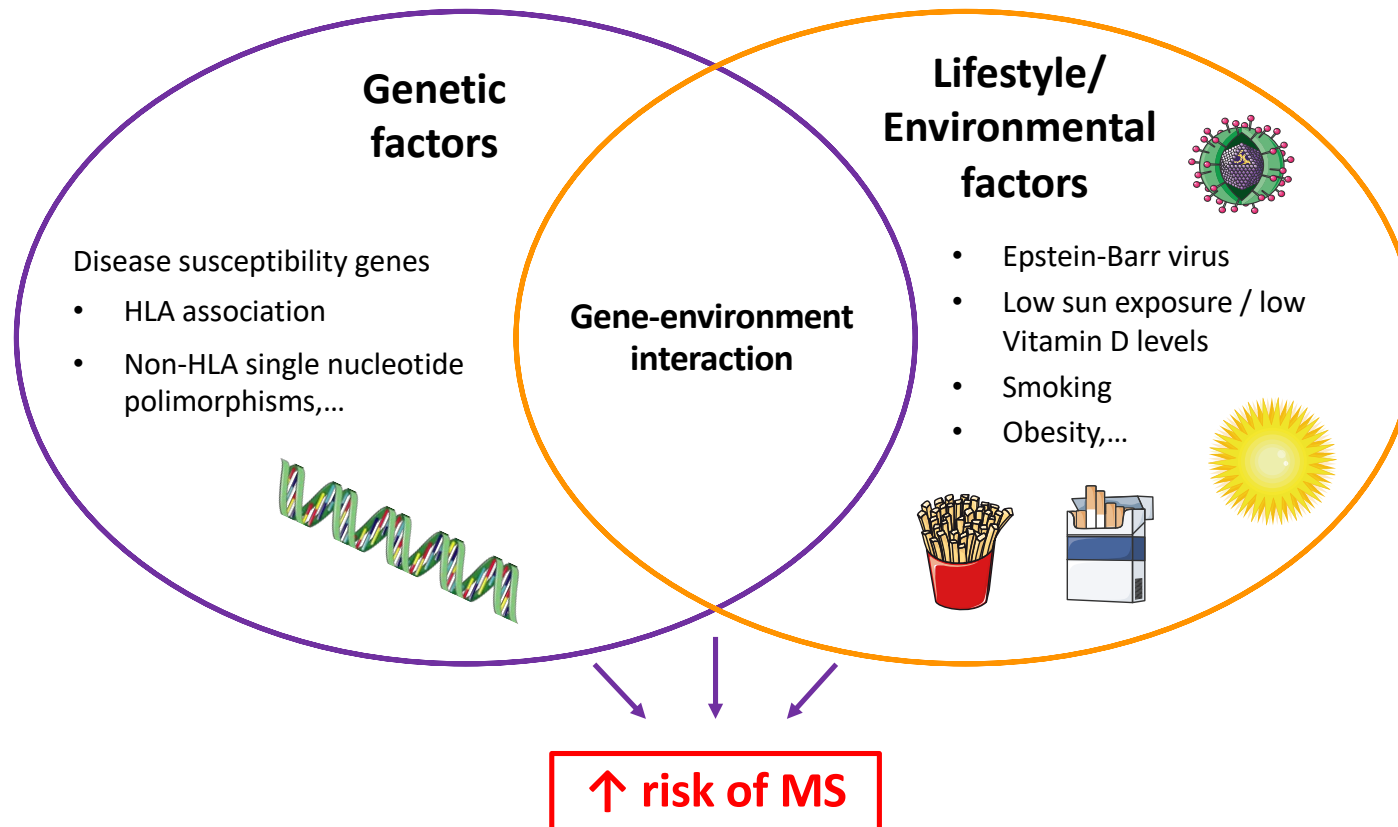 Genetic
factors
Disease susceptibility genes
• HLA association
• Non-HLA single nucleotide
polimorphisms,...
Gene-environment
interaction
Lifestyle/
Environmental
factors
• Epstein-Barr virus
• Low sun exposure / low
Vitamin D levels
• Smoking
• Obesity,...
↑ risk of MS